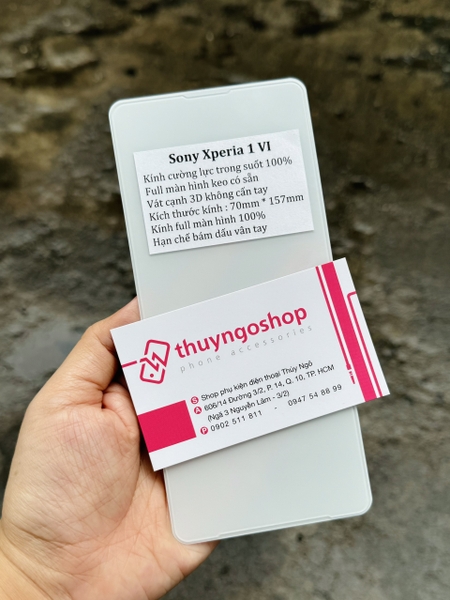 Sony Xperia 1 VI
Kính cường lực trong suốt 100%
Full màn hình keo có sẵn
Vát cạnh 3D không cấn tay
Kích thước kính : 70mm * 157mm
Kính full màn hình 100%
Hạn chế bám dấu vân tay
thuyngoshop
phone accessories
S Shop phụ kiện điện thoại Thúy Ngô
A 606/14 Đường 3/2, P. 14, Q. 10, TP. HCM
(Ngã 3 Nguyễn Lâm - 3/2)
P 0902 511 811 - 0947 54 88 99